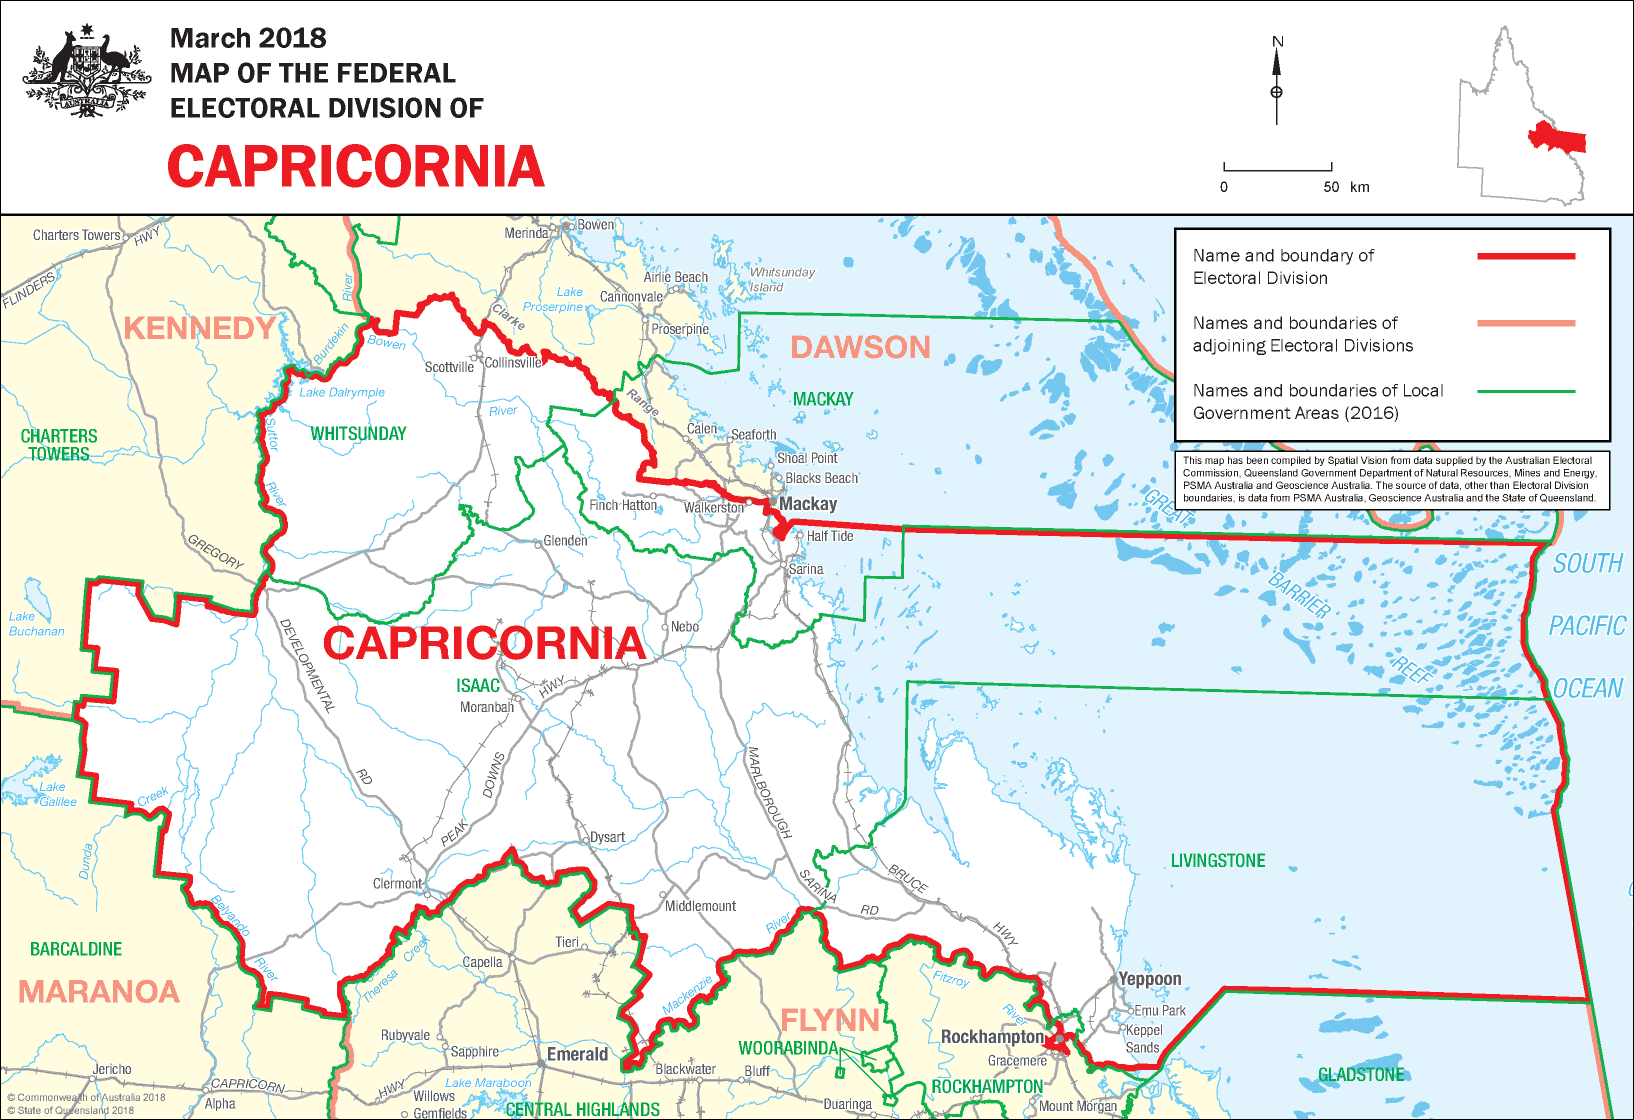 March 2018
MAP OF THE FEDERAL
ELECTORAL DIVISION OF
CAPRICORNIA
AUSTRALIA
N
0 50 km
Name and boundary of
Electoral Division
Names and boundaries of
adjoining Electoral Divisions
Names and boundaries of Local
Government Areas (2016)
This map has been compiled by Spatial Vision from data supplied by the Australian Electoral
Commission, Queensland Government Department of Natural Resources, Mines and Energy,
PSMA Australia and Geoscience Australia. The source of data, other than Electoral Division
boundaries, is data from PSMA Australia, Geoscience Australia and the State of Queensland.
Charters Towers
HWY
FLINDERS
River
Merinda
Bowen
Airlie Beach
Whitsunday
Island
Lake
Proserpine
Cannonvale
Clarke
Proserpine
KENNEDY
Burdekin
Bowen
DAWSON
Scottville
Collinsville
Lake Dalrymple
River
Range
MACKAY
Suttor
River
WHITSUNDAY
CHARTERS
TOWERS
Calen
Seaforth
Shoal Point
Blacks Beach
Finch Hatton
Walkerston
Mackay
Half Tide
GREAT
BARRIER
REEF
GREGORY
Glenden
Sarina
SOUTH
PACIFIC
OCEAN
Lake
Buchanan
DEVELOPMENTAL
RD
CAPRICORNIA
Nebo
ISAAC
Moranbah
HWY
DOWNS
PEAK
MARLBOROUGH
SARINA
RD
Lake
Galilee
Creek
Dunda
Dysart
BRUCE
HWY
LIVINGSTONE
Clermont
Middlemount
River
Belyando
River
BARCALDINE
MARANOA
Theresa Creek
Capella
Tieri
Mackenzie
Fitzroy
River
Yeppoon
Emu Park
Keppel
Sands
FLYNN
Rockhampton
Gracemere
WOORABINDA
Rubyvale
Sapphire
Emerald
Blackwater
Bluff
ROCKHAMPTON
GLADSTONE
Jericho
CAPRICORN
HWY
Alpha
Lake Maraboon
Willows
Gemfields
CENTRAL HIGHLANDS
Duaringa
Mount Morgan
© Commonwealth of Australia 2018
© State of Queensland 2018